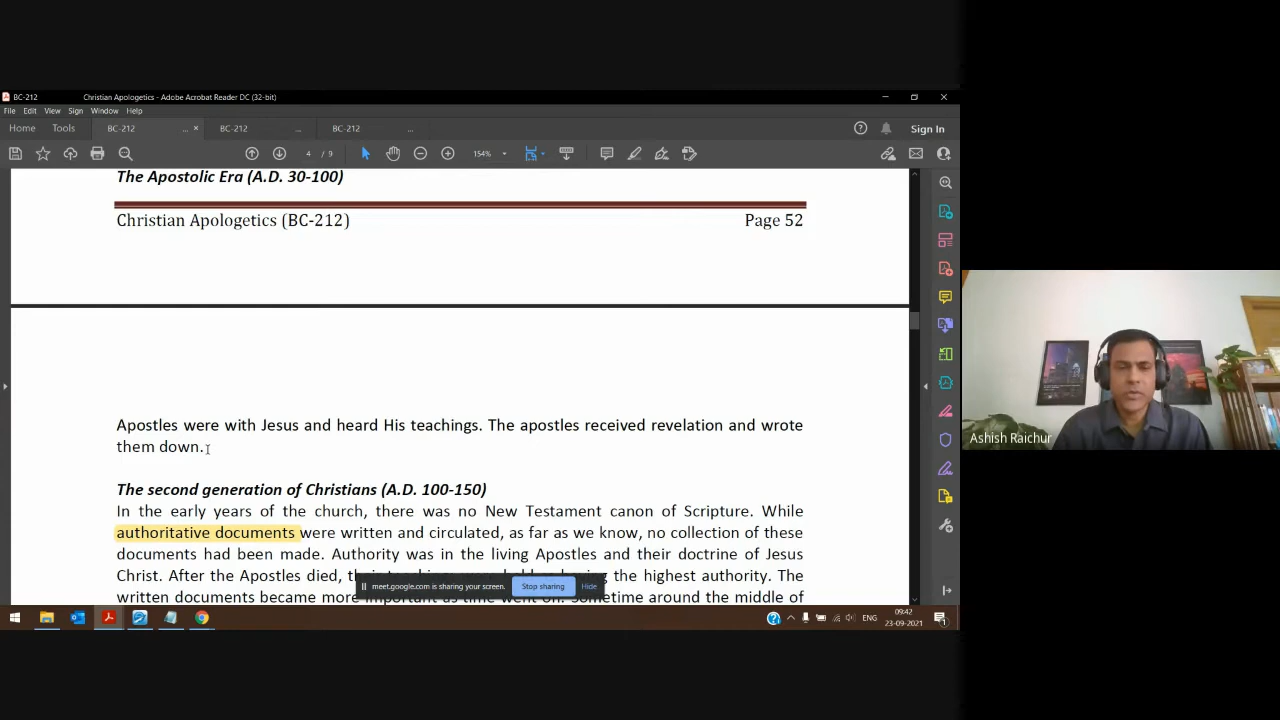 BC-212 Christian Apologetics - Adobe Acrobat Reader DC (32-bit)
File Edit View Sign Window Help
Home Tools BC-212 ... × BC-212 ... BC-212 ... Sign In
4 / 9 154%
The Apostolic Era (A.D. 30-100)
Christian Apologetics (BC-212) Page 52
Apostles were with Jesus and heard His teachings. The apostles received revelation and wrote
them down.
The second generation of Christians (A.D. 100-150)
In the early years of the church, there was no New Testament canon of Scripture. While
authoritative documents were written and circulated, as far as we know, no collection of these
documents had been made. Authority was in the living Apostles and their doctrine of Jesus
Christ. After the Apostles died, the highest authority. The
written documents became more important as time went on. Sometime around the middle of
meet.google.com is sharing your screen. Stop sharing Hide
ENG 09:42
23-09-2021
Ashish Raichur